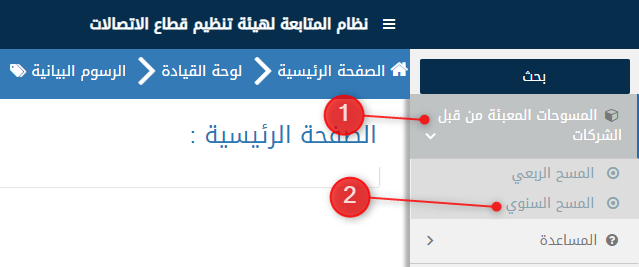 نظام المتابعة لهيئة تنظيم قطاع الاتصالات
الصفحة الرئيسية
لوحة القيادة
الرسوم البيانية
بحث
الصفحة الرئيسية :
1
المسوحات المعبئة من قبل
الشركات
المسح الربعي
2
المسح السنوي
المساعدة